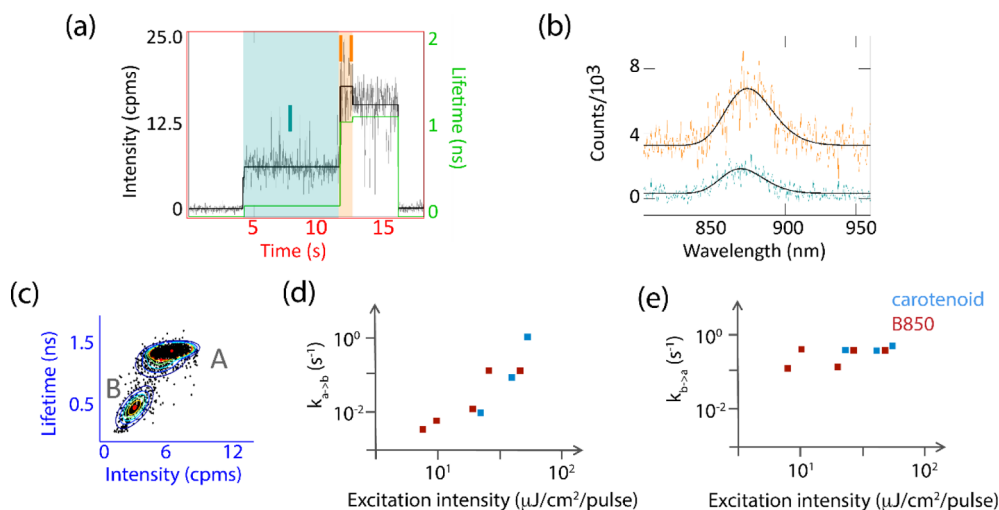 (a)
25.0
12.5
0
Intensity (cpms)
2
1
0
Lifetime (ns)
5
10
15
Time (s)
(b)
8
4
0
Counts/10³
850
900
950
Wavelength (nm)
(c)
Lifetime (ns)
1.5
0.5
A
B
0
6
12
Intensity (cpms)
(d)
10⁰
10⁻²
kₐ₋>b (s⁻¹)
10¹
10²
Excitation intensity (μJ/cm²/pulse)
(e)
carotenoid
B850
10⁰
10⁻²
k_b->a (s⁻¹)
10¹
10²
Excitation intensity (μJ/cm²/pulse)